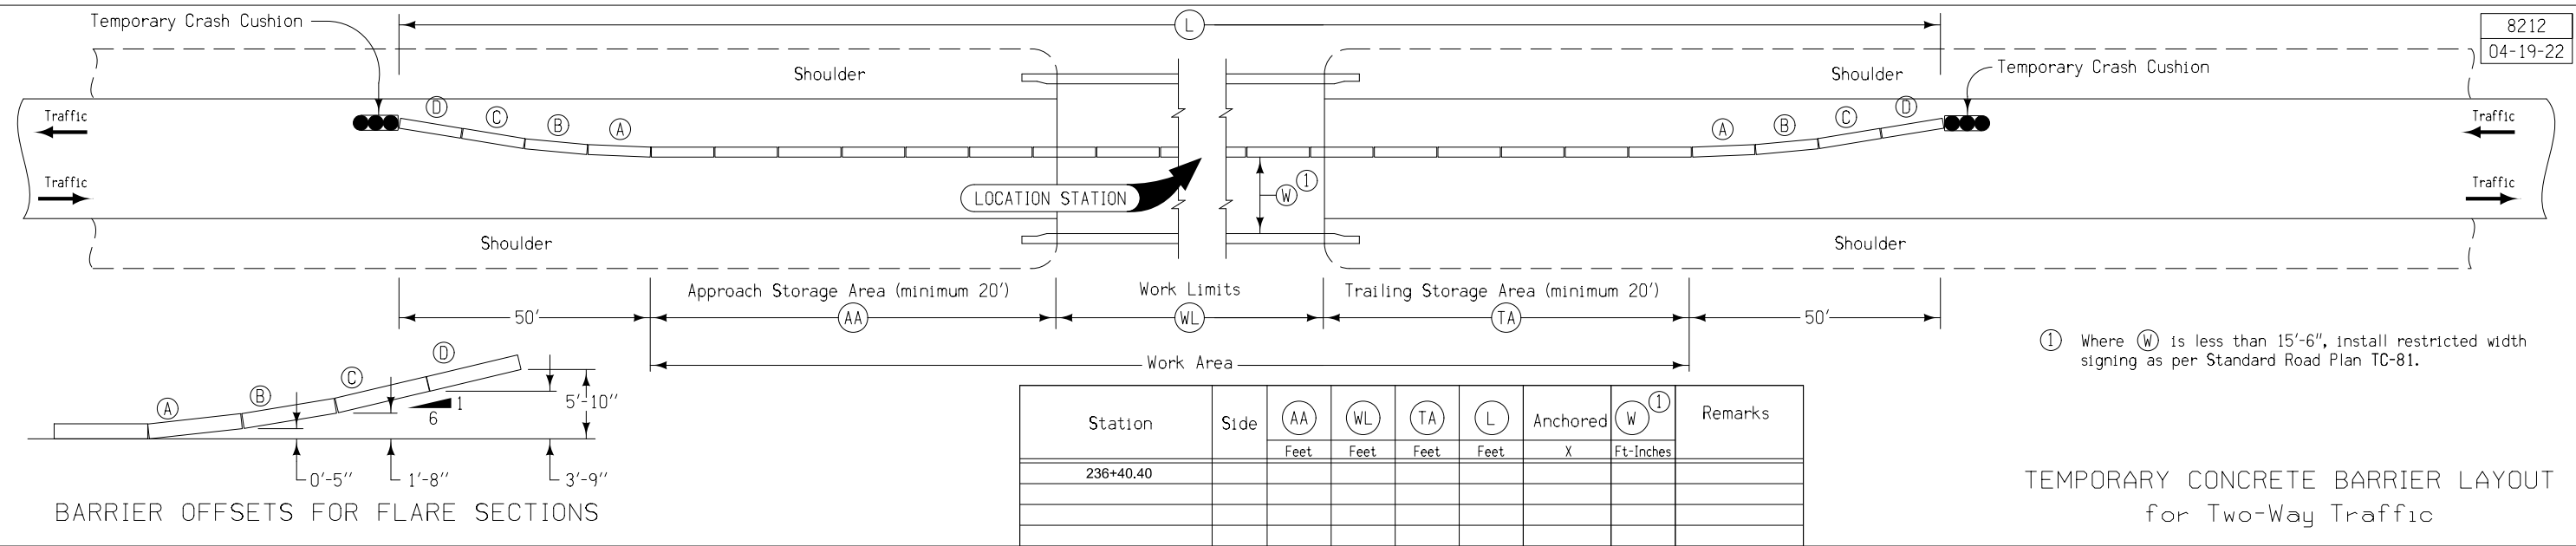 Temporary Crash Cushion
L
8212
04-19-22
Shoulder
Shoulder
Temporary Crash Cushion
D
C
B
A
A
B
C
D
Traffic
Traffic
Traffic
Traffic
LOCATION STATION
W 1
Shoulder
Shoulder
Approach Storage Area (minimum 20')
Work Limits
Trailing Storage Area (minimum 20')
50'
AA
WL
TA
50'
Work Area
1 Where W is less than 15'-6", install restricted width
signing as per Standard Road Plan TC-81.
A
B
C
D
1
6
5'-10"
0'-5"
1'-8"
3'-9"
BARRIER OFFSETS FOR FLARE SECTIONS
Station Side AA WL TA L Anchored W 1 Remarks
Feet Feet Feet Feet X Ft-Inches
236+40.40
TEMPORARY CONCRETE BARRIER LAYOUT
for Two-Way Traffic